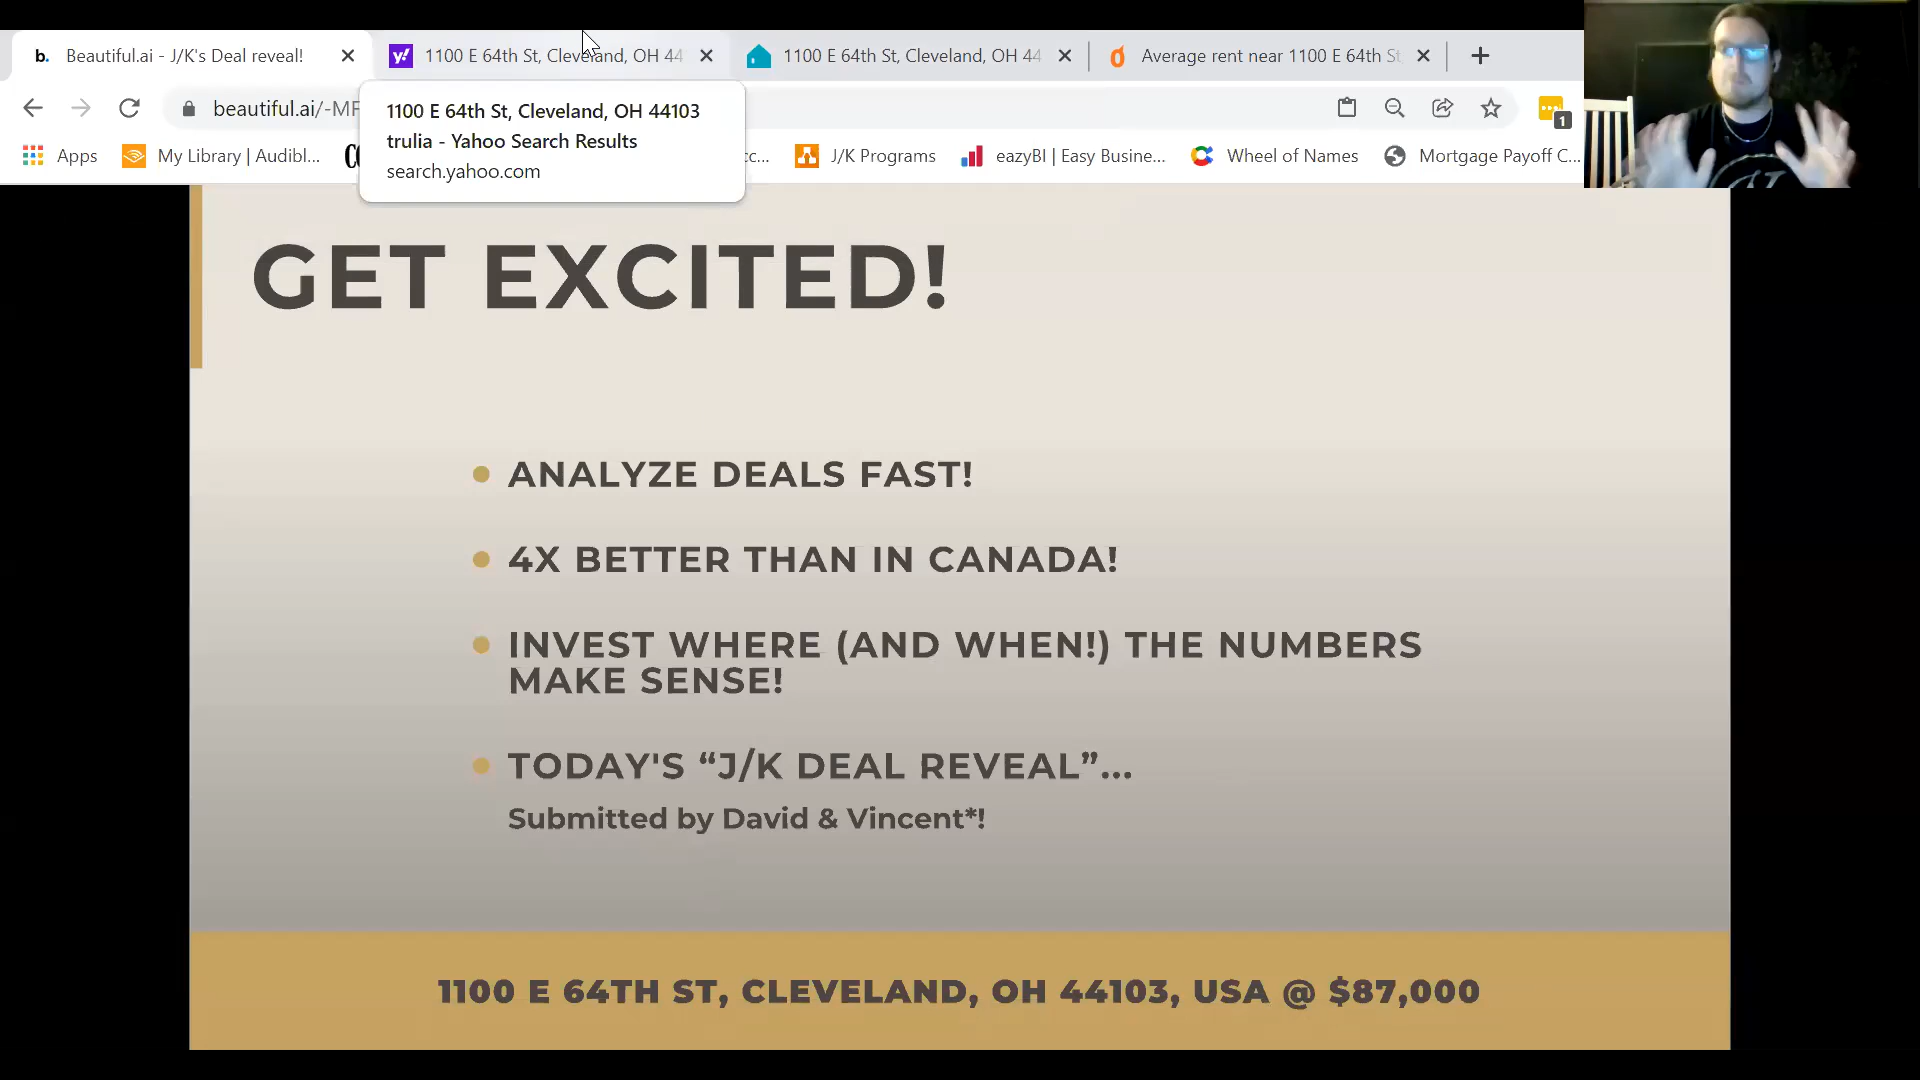 b. Beautiful.ai - J/K's Deal reveal!
y! 1100 E 64th St, Cleveland, OH 44
1100 E 64th St, Cleveland, OH 44
Average rent near 1100 E 64th St
beautiful.ai/-MF
1
1100 E 64th St, Cleveland, OH 44103
trulia - Yahoo Search Results
search.yahoo.com
Apps
My Library | Audibl...
J/K Programs
eazyBI | Easy Busine...
Wheel of Names
Mortgage Payoff C...
GET EXCITED!
• ANALYZE DEALS FAST!
• 4X BETTER THAN IN CANADA!
• INVEST WHERE (AND WHEN!) THE NUMBERS
MAKE SENSE!
• TODAY'S “J/K DEAL REVEAL”...
Submitted by David & Vincent*!
1100 E 64TH ST, CLEVELAND, OH 44103, USA @ $87,000